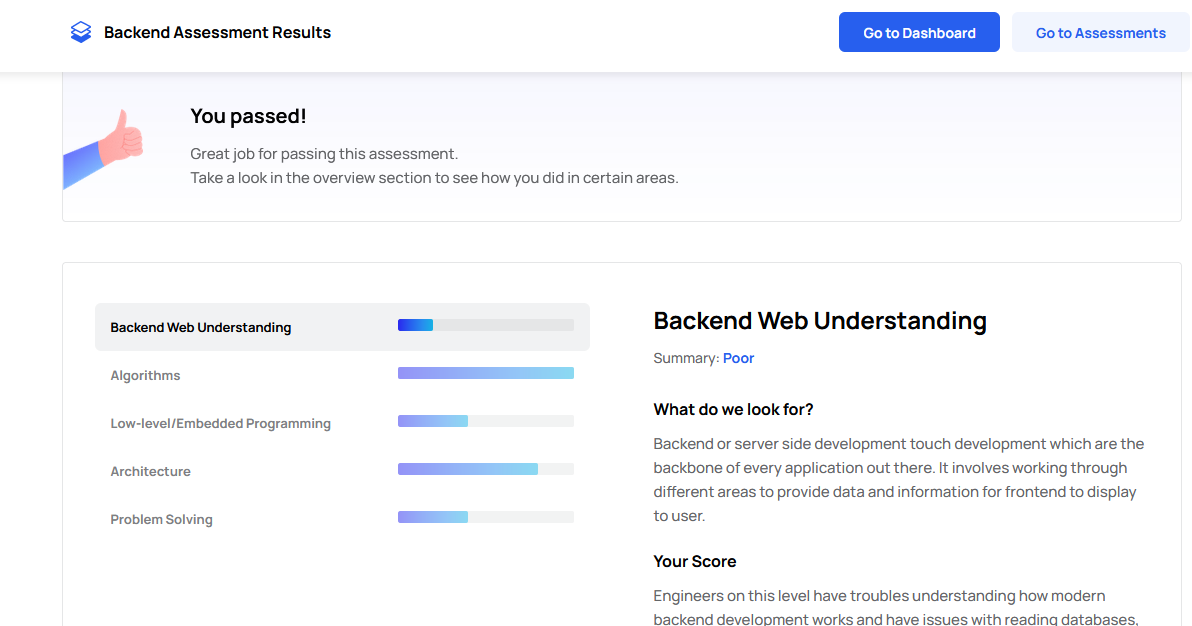 Backend Assessment Results
Go to Dashboard
Go to Assessments
You passed!
Great job for passing this assessment.
Take a look in the overview section to see how you did in certain areas.
Backend Web Understanding
Algorithms
Low-level/Embedded Programming
Architecture
Problem Solving
Backend Web Understanding
Summary: Poor
What do we look for?
Backend or server side development touch development which are the
backbone of every application out there. It involves working through
different areas to provide data and information for frontend to display
to user.
Your Score
Engineers on this level have troubles understanding how modern
backend development works and have issues with reading databases,